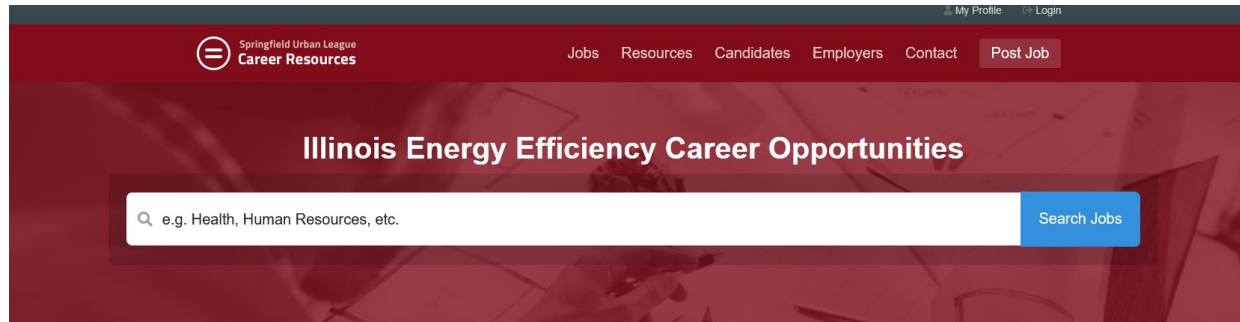 My Profile Login
Springfield Urban League
Career Resources
Jobs Resources Candidates Employers Contact Post Job
Illinois Energy Efficiency Career Opportunities
e.g. Health, Human Resources, etc. Search Jobs